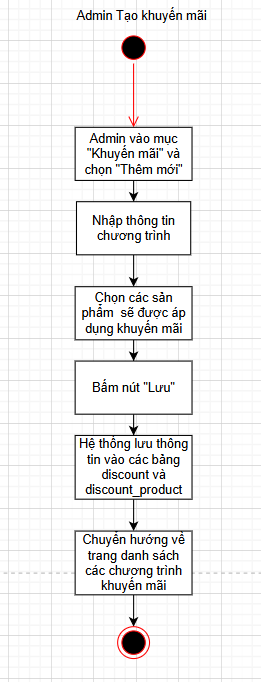 Admin Tạo khuyến mãi
Admin vào mục
"Khuyến mãi" và
chọn "Thêm mới"
Nhập thông tin
chương trình
Chọn các sản
phẩm sẽ được áp
dụng khuyến mãi
Bấm nút "Lưu"
Hệ thống lưu thông
tin vào các bảng
discount và
discount_product
Chuyển hướng về
trang danh sách
các chương trình
khuyến mãi